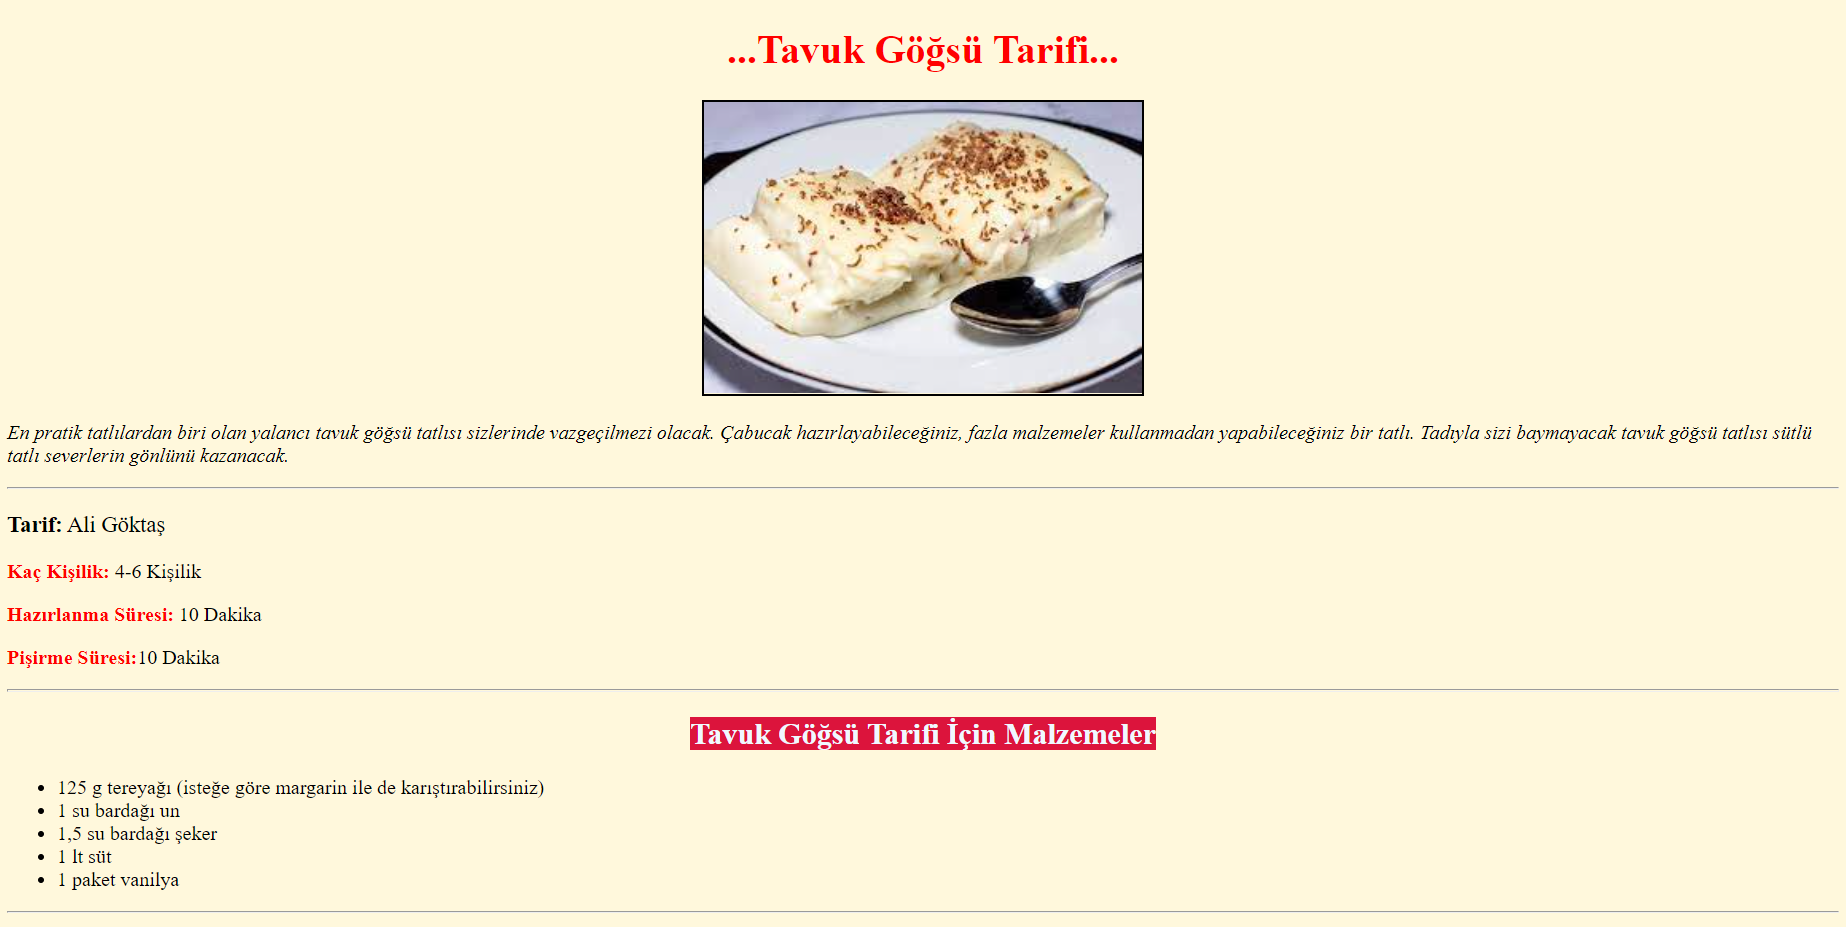 ...Tavuk Göğsü Tarifi...
En pratik tatlılardan biri olan yalancı tavuk göğsü tatlısı sizlerinde vazgeçilmezi olacak. Çabucak hazırlayabileceğiniz, fazla malzemeler kullanmadan yapabileceğiniz bir tatlı. Tadıyla sizi baymayacak tavuk göğsü tatlısı sütlü
tatlı severlerin gönlünü kazanacak.
Tarif: Ali Göktaş
Kaç Kişilik: 4-6 Kişilik
Hazırlanma Süresi: 10 Dakika
Pişirme Süresi:10 Dakika
Tavuk Göğsü Tarifi İçin Malzemeler
• 125 g tereyağı (isteğe göre margarin ile de karıştırabilirsiniz)
• 1 su bardağı un
• 1,5 su bardağı şeker
• 1 lt süt
• 1 paket vanilya